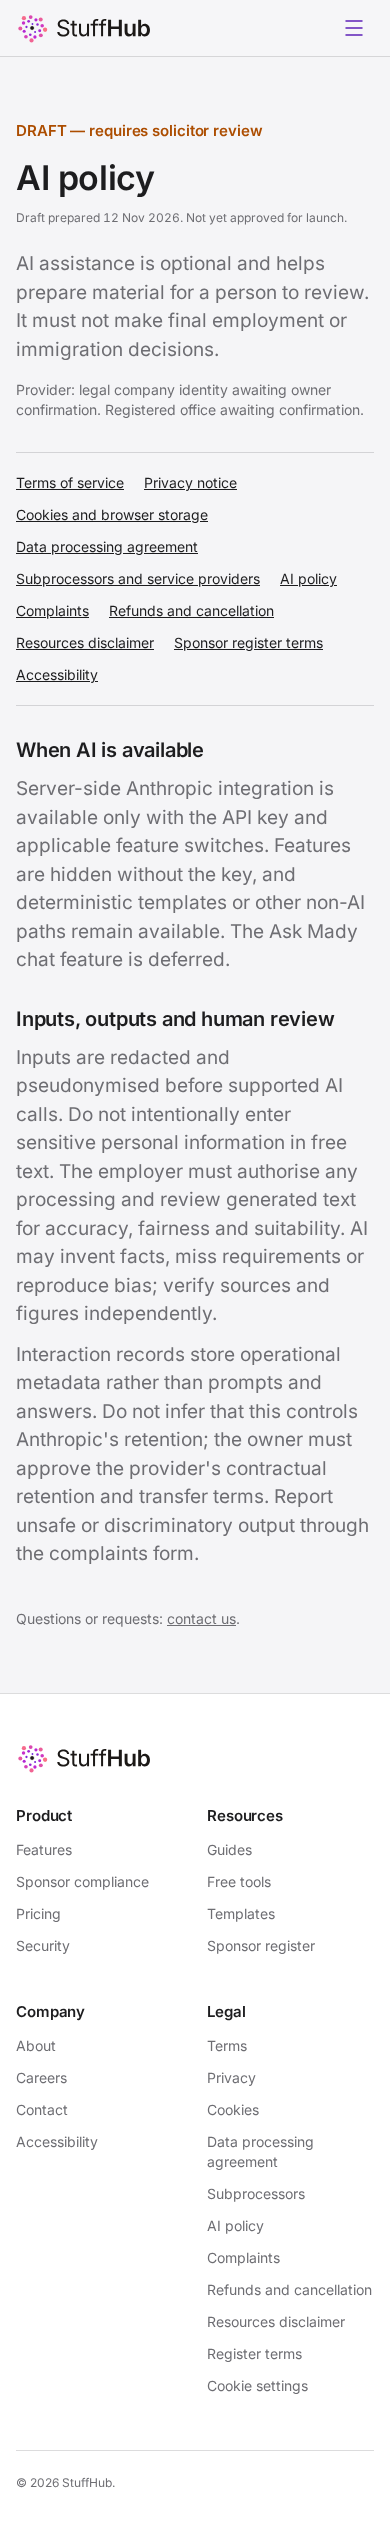 StuffHub
DRAFT — requires solicitor review
AI policy
Draft prepared 12 Nov 2026. Not yet approved for launch.
AI assistance is optional and helps
prepare material for a person to review.
It must not make final employment or
immigration decisions.
Provider: legal company identity awaiting owner
confirmation. Registered office awaiting confirmation.
Terms of service Privacy notice
Cookies and browser storage
Data processing agreement
Subprocessors and service providers AI policy
Complaints Refunds and cancellation
Resources disclaimer Sponsor register terms
Accessibility
When AI is available
Server-side Anthropic integration is
available only with the API key and
applicable feature switches. Features
are hidden without the key, and
deterministic templates or other non-AI
paths remain available. The Ask Mady
chat feature is deferred.
Inputs, outputs and human review
Inputs are redacted and
pseudonymised before supported AI
calls. Do not intentionally enter
sensitive personal information in free
text. The employer must authorise any
processing and review generated text
for accuracy, fairness and suitability. AI
may invent facts, miss requirements or
reproduce bias; verify sources and
figures independently.
Interaction records store operational
metadata rather than prompts and
answers. Do not infer that this controls
Anthropic's retention; the owner must
approve the provider's contractual
retention and transfer terms. Report
unsafe or discriminatory output through
the complaints form.
Questions or requests: contact us.
StuffHub
Product
Features
Sponsor compliance
Pricing
Security
Resources
Guides
Free tools
Templates
Sponsor register
Company
About
Careers
Contact
Accessibility
Legal
Terms
Privacy
Cookies
Data processing
agreement
Subprocessors
AI policy
Complaints
Refunds and cancellation
Resources disclaimer
Register terms
Cookie settings
© 2026 StuffHub.